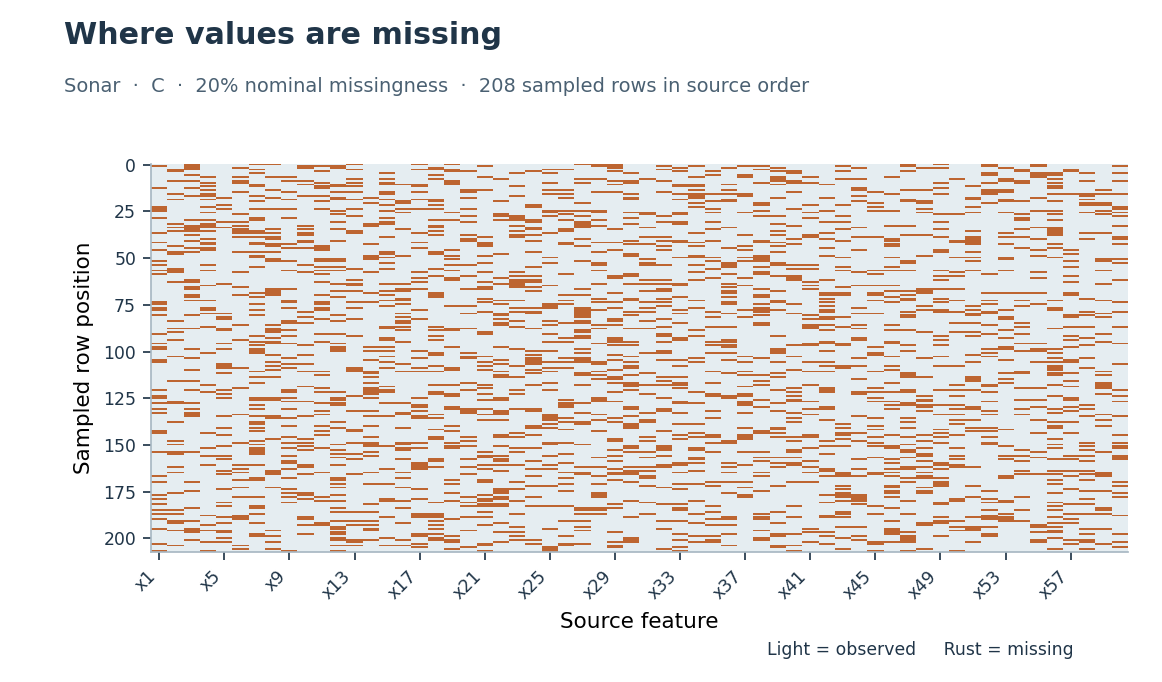 Where values are missing
Sonar · C · 20% nominal missingness · 208 sampled rows in source order
0
25
50
75
100
125
150
175
200
Sampled row position
x1
x5
x9
x13
x17
x21
x25
x29
x33
x37
x41
x45
x49
x53
x57
Source feature
Light = observed Rust = missing